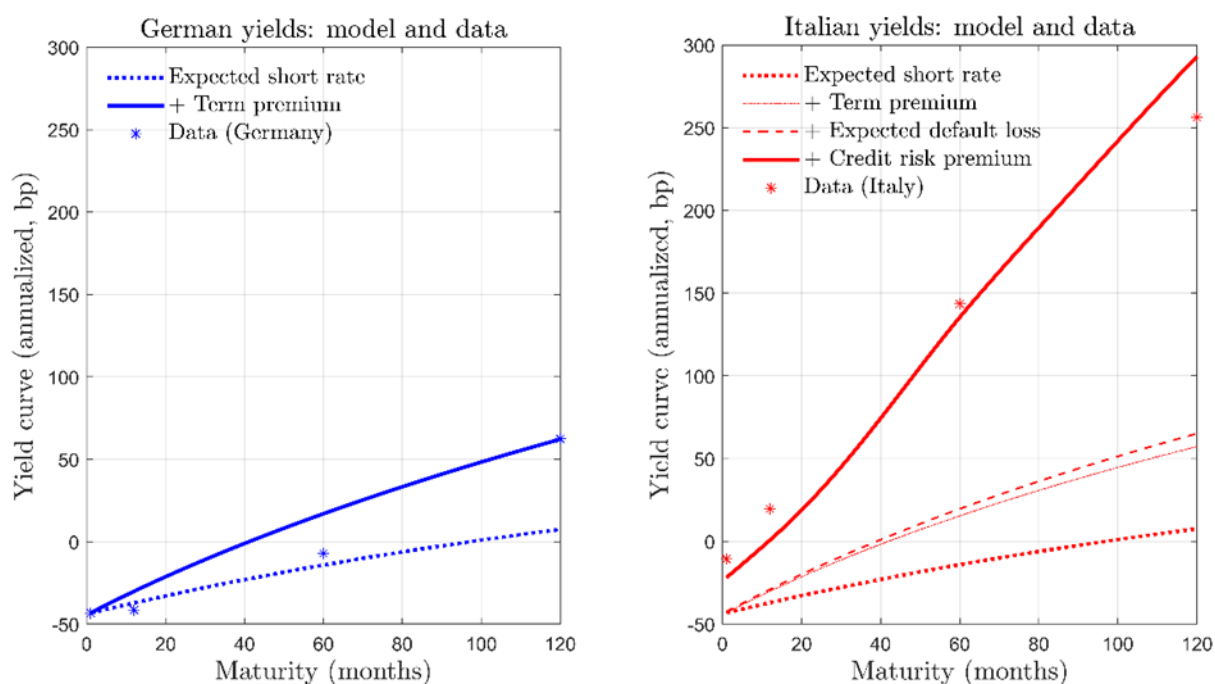 German yields: model and data
300
250
200
150
100
50
0
-50
0 20 40 60 80 100 120
Yield curve (annualized, bp)
Maturity (months)
Expected short rate
+ Term premium
Data (Germany)
Italian yields: model and data
300
250
200
150
100
50
0
-50
0 20 40 60 80 100 120
Yield curve (annualized, bp)
Maturity (months)
Expected short rate
+ Term premium
+ Expected default loss
+ Credit risk premium
Data (Italy)